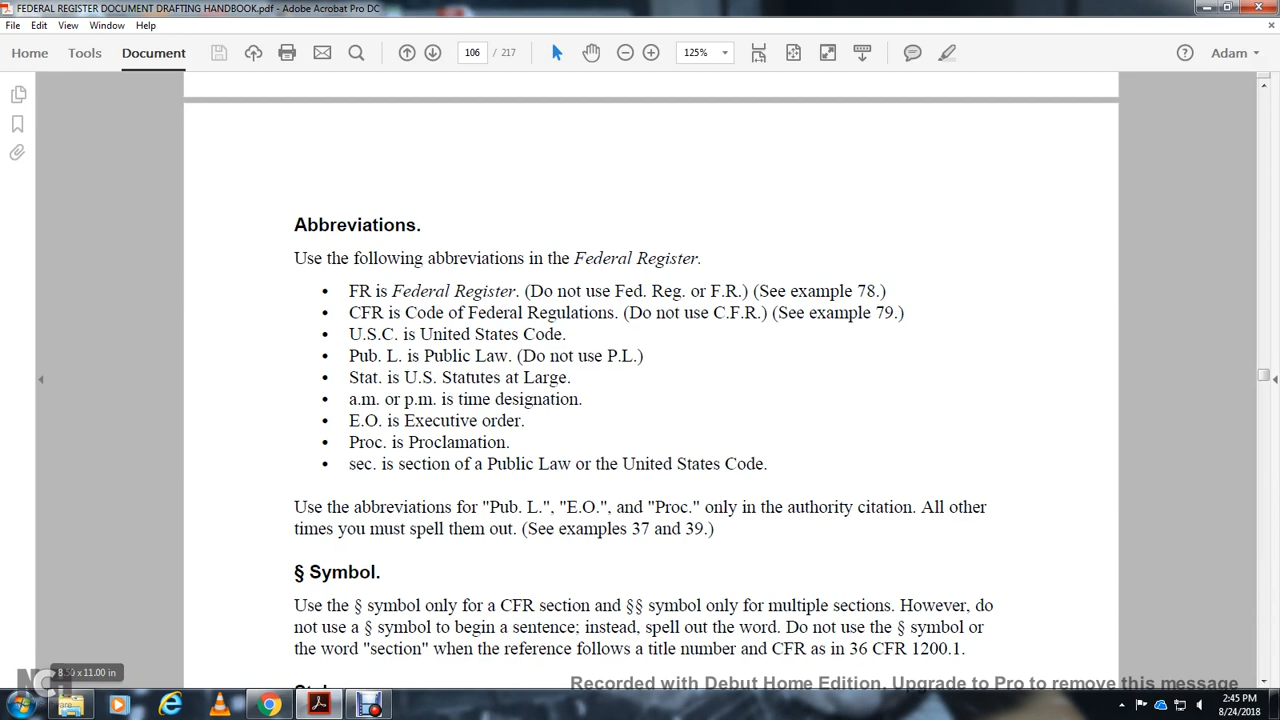 FEDERAL REGISTER DOCUMENT DRAFTING HANDBOOK.pdf - Adobe Acrobat Pro DC
File Edit View Window Help
Home Tools Document 106 / 217 125% Adam
Abbreviations.
Use the following abbreviations in the Federal Register.
• FR is Federal Register. (Do not use Fed. Reg. or F.R.) (See example 78.)
• CFR is Code of Federal Regulations. (Do not use C.F.R.) (See example 79.)
• U.S.C. is United States Code.
• Pub. L. is Public Law. (Do not use P.L.)
• Stat. is U.S. Statutes at Large.
• a.m. or p.m. is time designation.
• E.O. is Executive order.
• Proc. is Proclamation.
• sec. is section of a Public Law or the United States Code.
Use the abbreviations for "Pub. L.", "E.O.", and "Proc." only in the authority citation. All other
times you must spell them out. (See examples 37 and 39.)
§ Symbol.
Use the § symbol only for a CFR section and §§ symbol only for multiple sections. However, do
not use a § symbol to begin a sentence; instead, spell out the word. Do not use the § symbol or
the word "section" when the reference follows a title number and CFR as in 36 CFR 1200.1.
8.50 x 11.00 in
NCH
Recorded with Debut Home Edition, Upgrade to Pro to remove this message
2:45 PM
8/24/2018